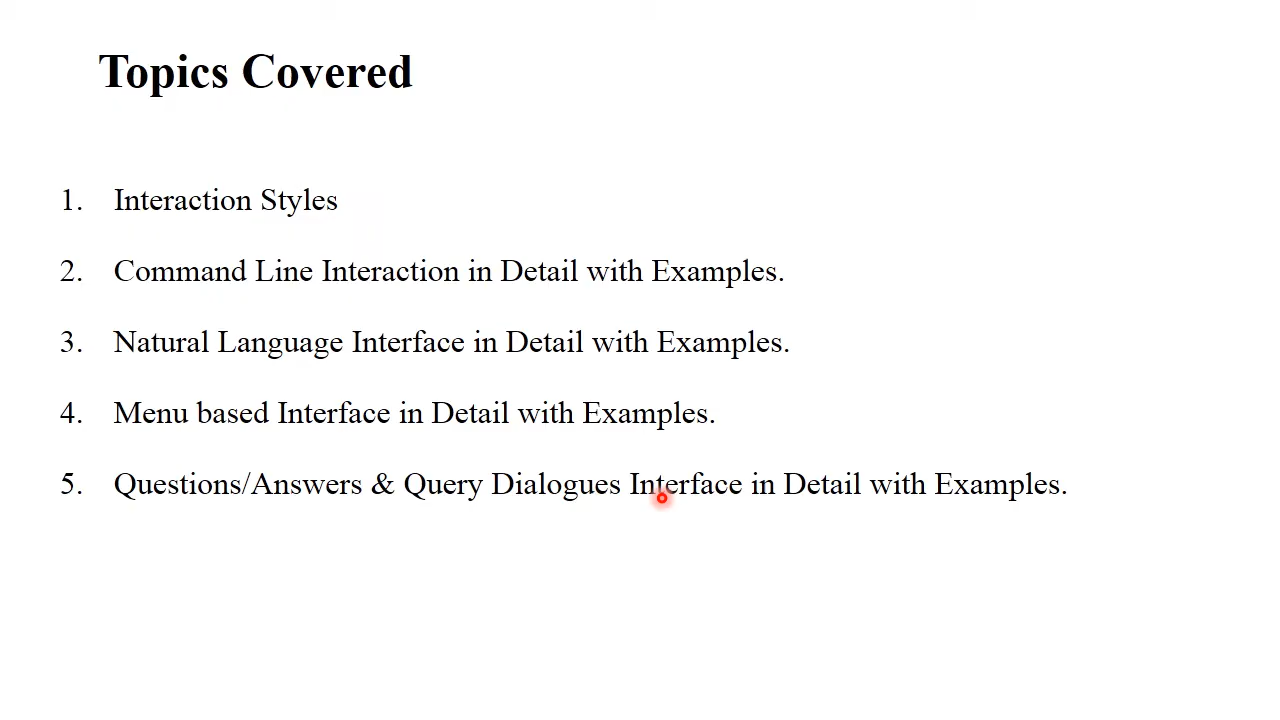 Topics Covered
1. Interaction Styles
2. Command Line Interaction in Detail with Examples.
3. Natural Language Interface in Detail with Examples.
4. Menu based Interface in Detail with Examples.
5. Questions/Answers & Query Dialogues Interface in Detail with Examples.